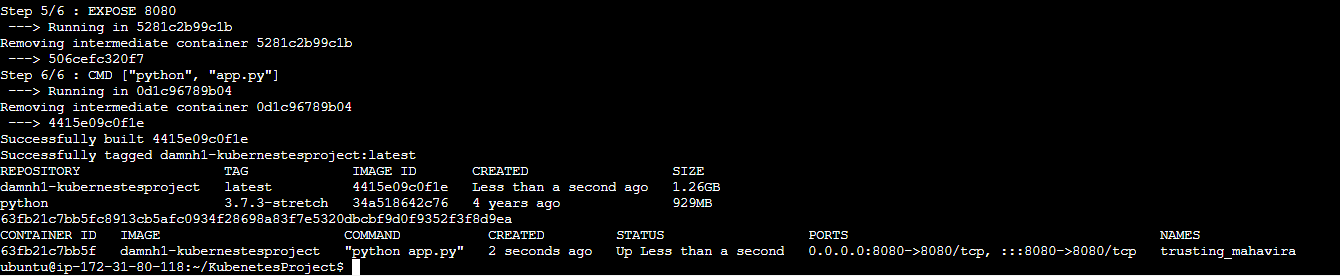 Step 5/6 : EXPOSE 8080
---> Running in 5281c2b99c1b
Removing intermediate container 5281c2b99c1b
---> 506cefc320f7
Step 6/6 : CMD ["python", "app.py"]
---> Running in 0d1c96789b04
Removing intermediate container 0d1c96789b04
---> 4415e09c0f1e
Successfully built 4415e09c0f1e
Successfully tagged damnh1-kubernestesproject:latest
REPOSITORY TAG IMAGE ID CREATED SIZE
damnh1-kubernestesproject latest 4415e09c0f1e Less than a second ago 1.26GB
python 3.7.3-stretch 34a518642c76 4 years ago 929MB
63fb21c7bb5fc8913cb5afc0934f28698a83f7e5320dbcbf9d0f9352f3f8d9ea
CONTAINER ID IMAGE COMMAND CREATED STATUS PORTS NAMES
63fb21c7bb5f damnh1-kubernestesproject "python app.py" 2 seconds ago Up Less than a second 0.0.0.0:8080->8080/tcp, :::8080->8080/tcp trusting_mahavira
ubuntu@ip-172-31-80-118:~/KubenetesProject$